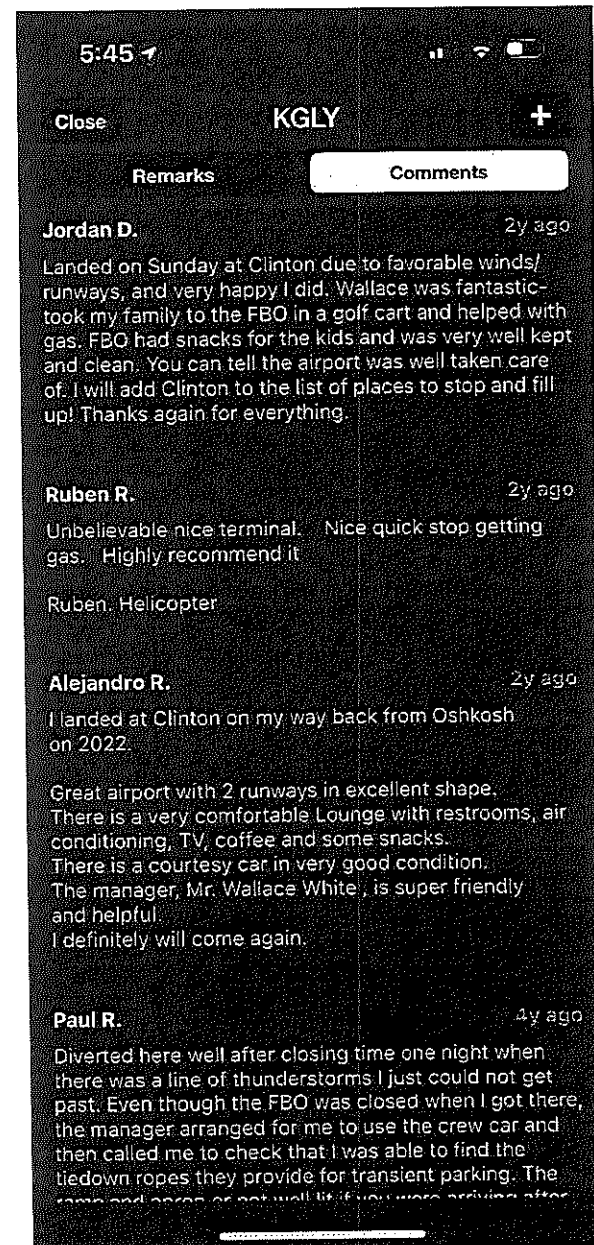 5:45
Close
KGLY
+
Remarks
Comments
Jordan D.
2y ago
Landed on Sunday at Clinton due to favorable winds/
runways, and very happy I did. Wallace was fantastic-
took my family to the FBO in a golf cart and helped with
gas. FBO had snacks for the kids and was very well kept
and clean. You can tell the airport was well taken care
of. I will add Clinton to the list of places to stop and fill
up! Thanks again for everything.
Ruben R.
2y ago
Unbelievable nice terminal. Nice quick stop getting
gas. Highly recommend it
Ruben. Helicopter
Alejandro R.
2y ago
I landed at Clinton on my way back from Oshkosh
on 2022.
Great airport with 2 runways in excellent shape.
There is a very comfortable Lounge with restrooms, air
conditioning, TV, coffee and some snacks.
There is a courtesy car in very good condition.
The manager, Mr. Wallace White , is super friendly
and helpful.
I definitely will come again.
Paul R.
4y ago
Diverted here well after closing time one night when
there was a line of thunderstorms I just could not get
past. Even though the FBO was closed when I got there,
the manager arranged for me to use the crew car and
then called me to check that I was able to find the
tiedown ropes they provide for transient parking. The